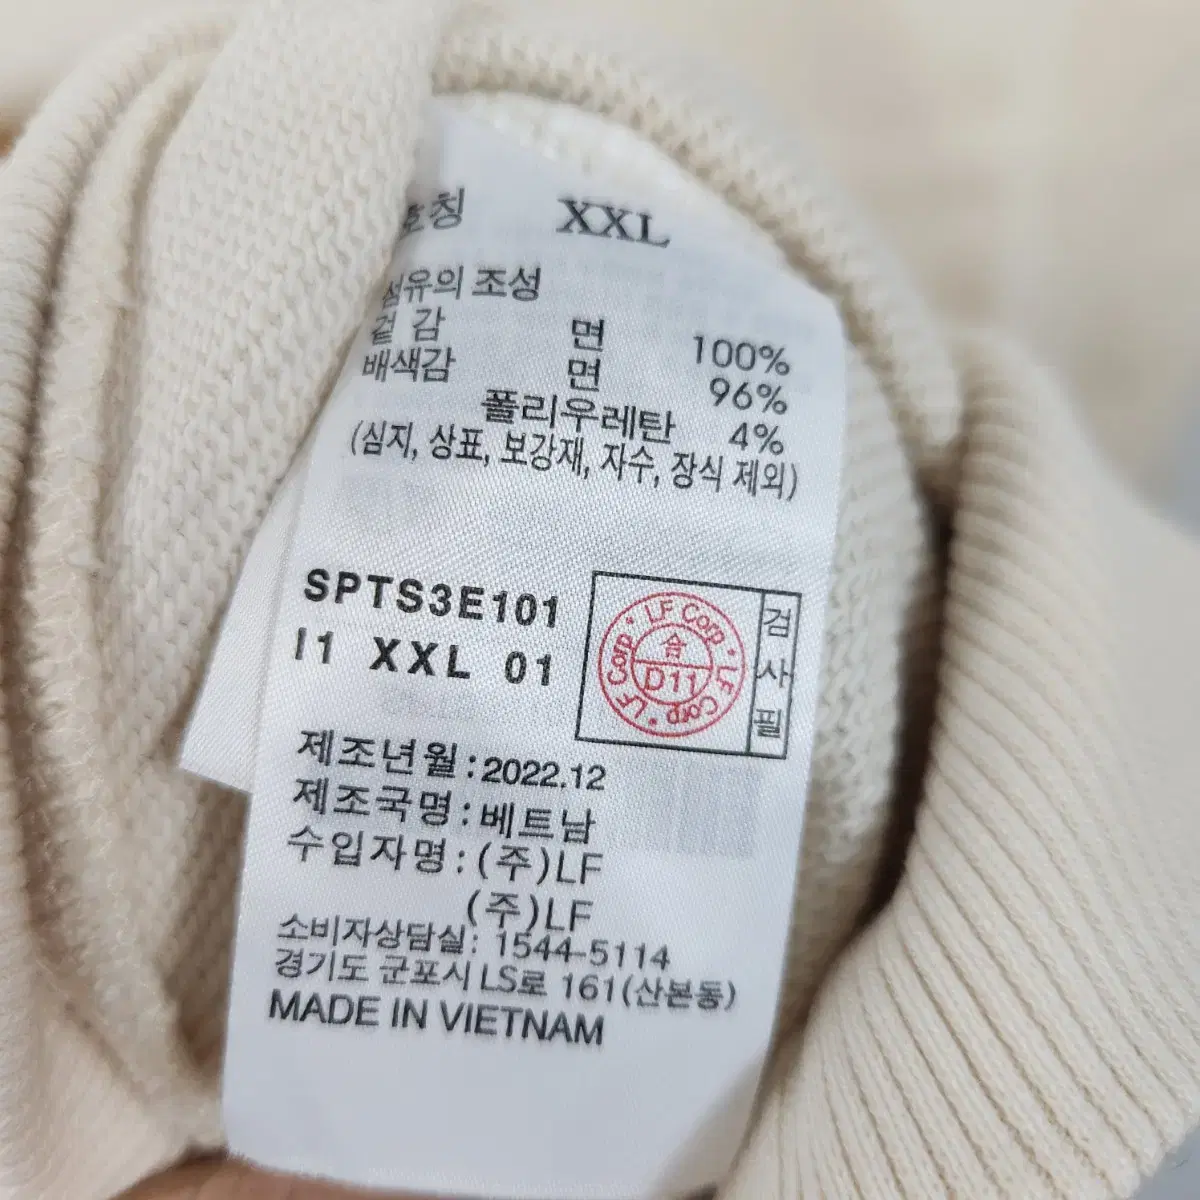 호칭 XXL
섬유의 조성
겉 감 면 100%
배색감 면 96%
폴리우레탄 4%
(심지, 상표, 보강재, 자수, 장식 제외)
SPTS3E101
I1 XXL 01
LF Corp · LF Corp · LF Corp ·
合
D11
검사필
제조년월:2022.12
제조국명:베트남
수입자명:(주)LF
(주)LF
소비자상담실: 1544-5114
경기도 군포시 LS로 161(산본동)
MADE IN VIETNAM